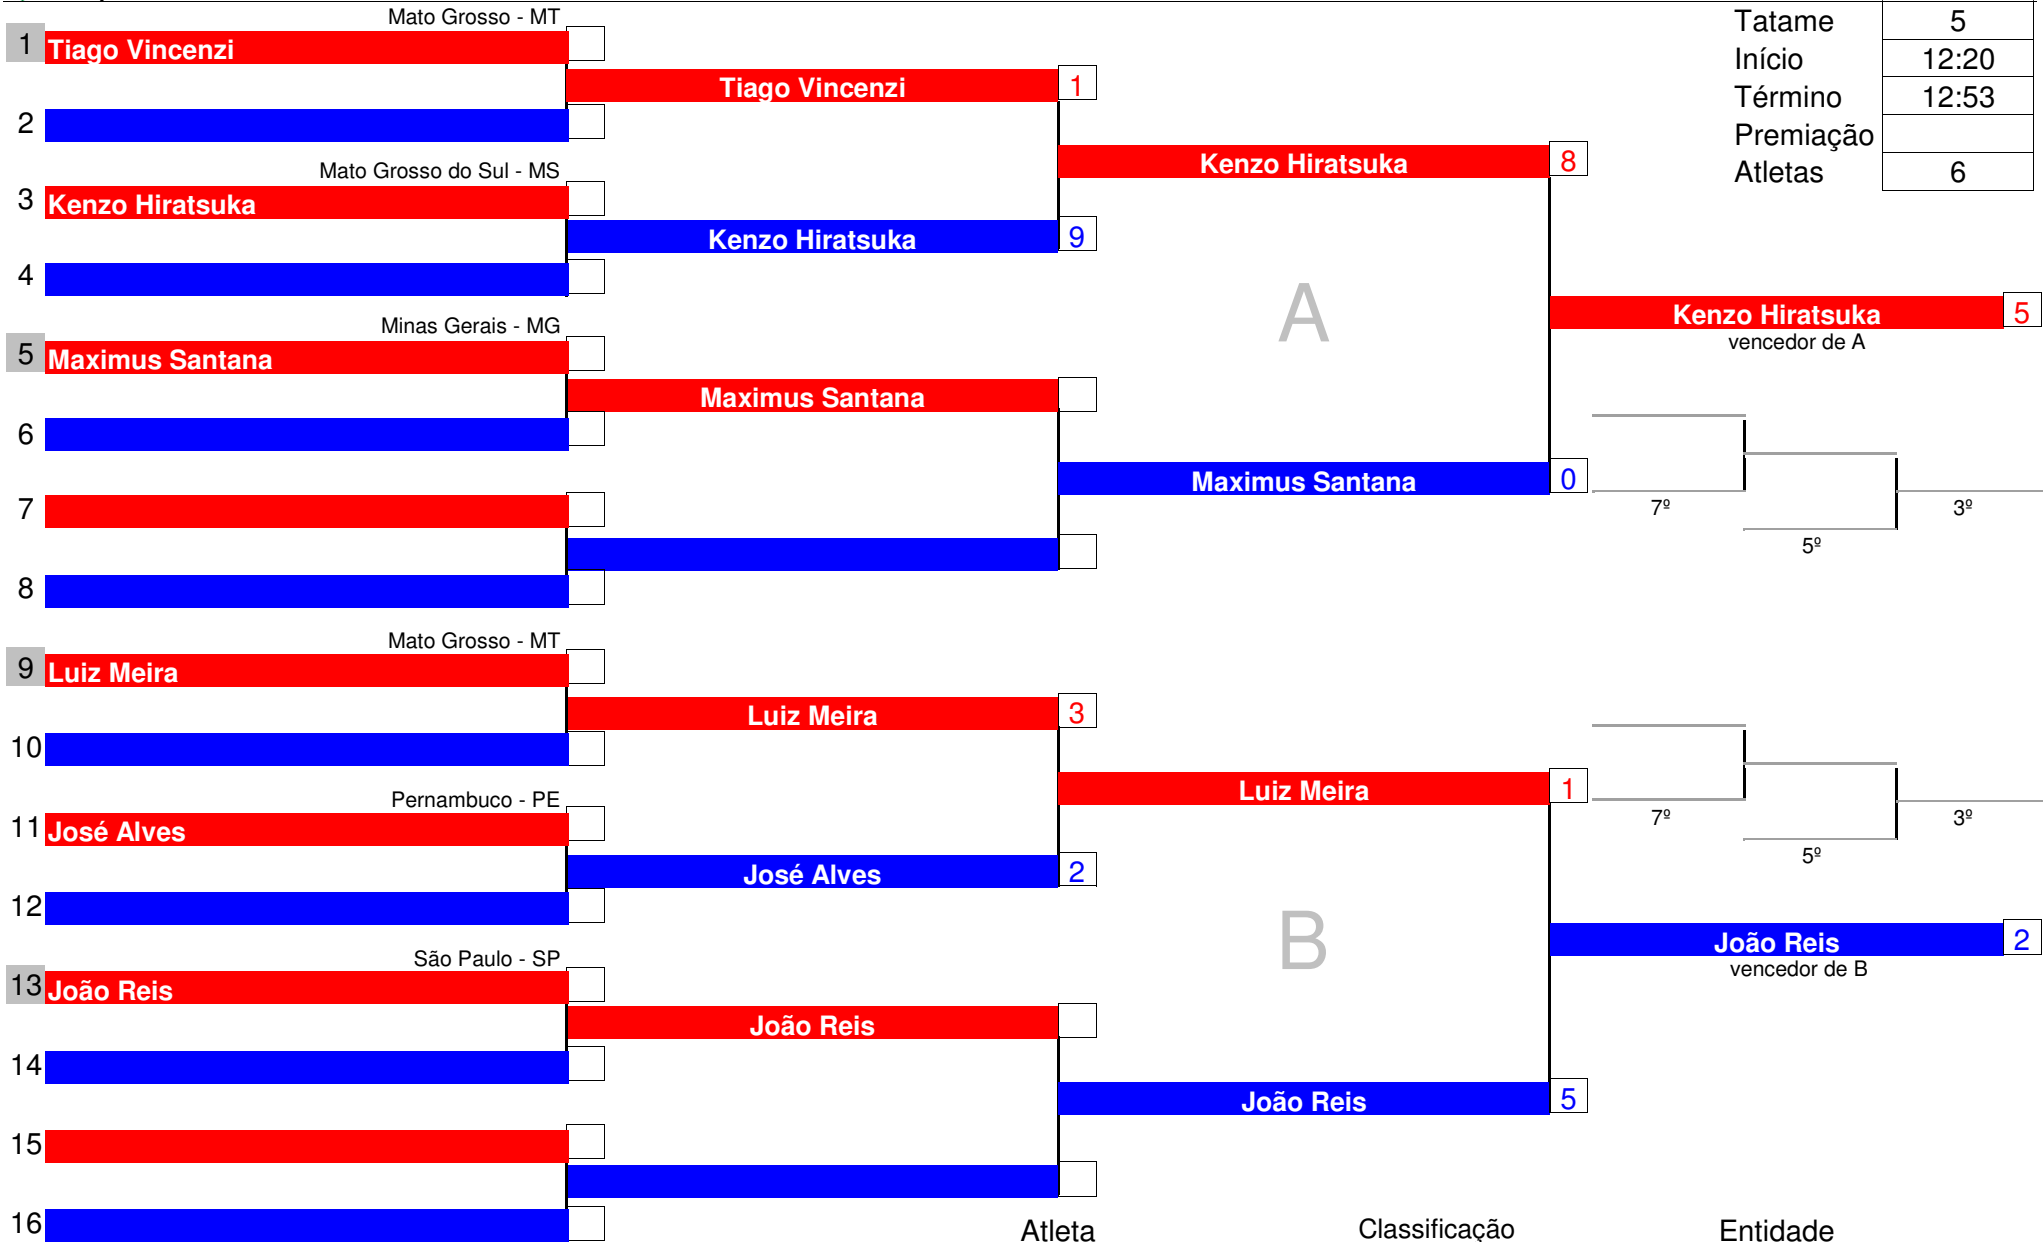 Mato Grosso - MT
1 Tiago Vincenzi
Tiago Vincenzi 1
2
Mato Grosso do Sul - MS
3 Kenzo Hiratsuka
Kenzo Hiratsuka 9
4
Kenzo Hiratsuka 8
Tatame 5
Início 12:20
Término 12:53
Premiação
Atletas 6
A
Minas Gerais - MG
5 Maximus Santana
Maximus Santana
6
Maximus Santana 0
7
8
Kenzo Hiratsuka 5
vencedor de A
7º
3º
5º
Mato Grosso - MT
9 Luiz Meira
Luiz Meira 3
10
Luiz Meira 1
Pernambuco - PE
11 José Alves
José Alves 2
12
7º
3º
5º
B
São Paulo - SP
13 João Reis
João Reis
14
João Reis 5
João Reis 2
vencedor de B
15
16
Atleta Classificação Entidade